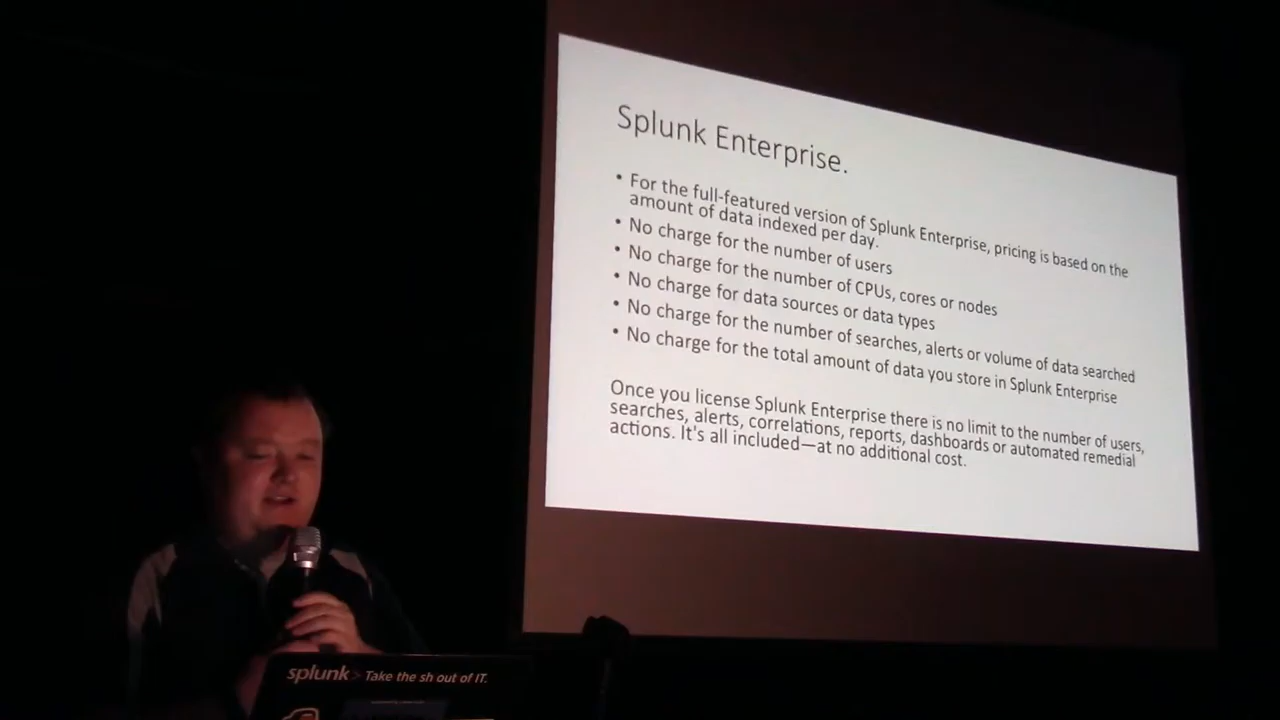 Splunk Enterprise.
• For the full-featured version of Splunk Enterprise, pricing is based on the
amount of data indexed per day.
• No charge for the number of users
• No charge for the number of CPUs, cores or nodes
• No charge for data sources or data types
• No charge for the number of searches, alerts or volume of data searched
• No charge for the total amount of data you store in Splunk Enterprise
Once you license Splunk Enterprise there is no limit to the number of users,
searches, alerts, correlations, reports, dashboards or automated remedial
actions. It's all included—at no additional cost.
splunk> Take the sh out of IT.